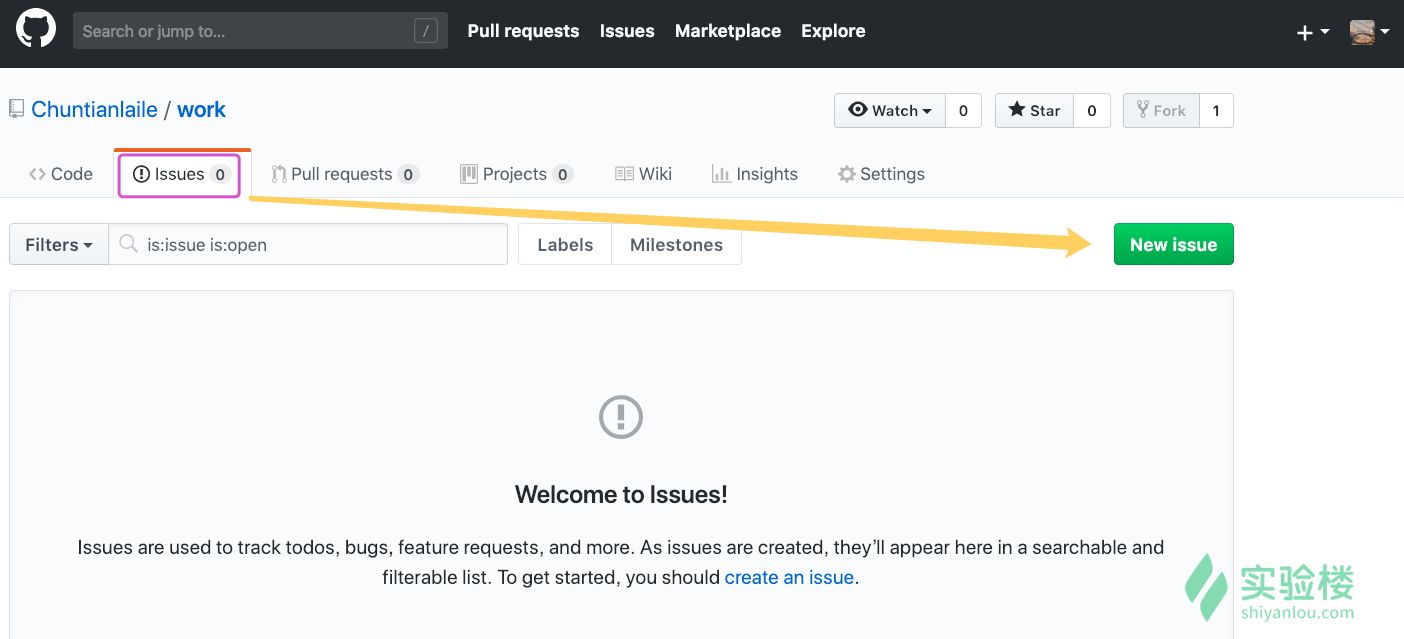 Search or jump to... / Pull requests Issues Marketplace Explore
Chuntianlaile / work Watch 0 Star 0 Fork 1
Code Issues 0 Pull requests 0 Projects 0 Wiki Insights Settings
Filters is:issue is:open Labels Milestones New issue
Welcome to Issues!
Issues are used to track todos, bugs, feature requests, and more. As issues are created, they’ll appear here in a searchable and
filterable list. To get started, you should create an issue.
实验楼
shiyanlou.com